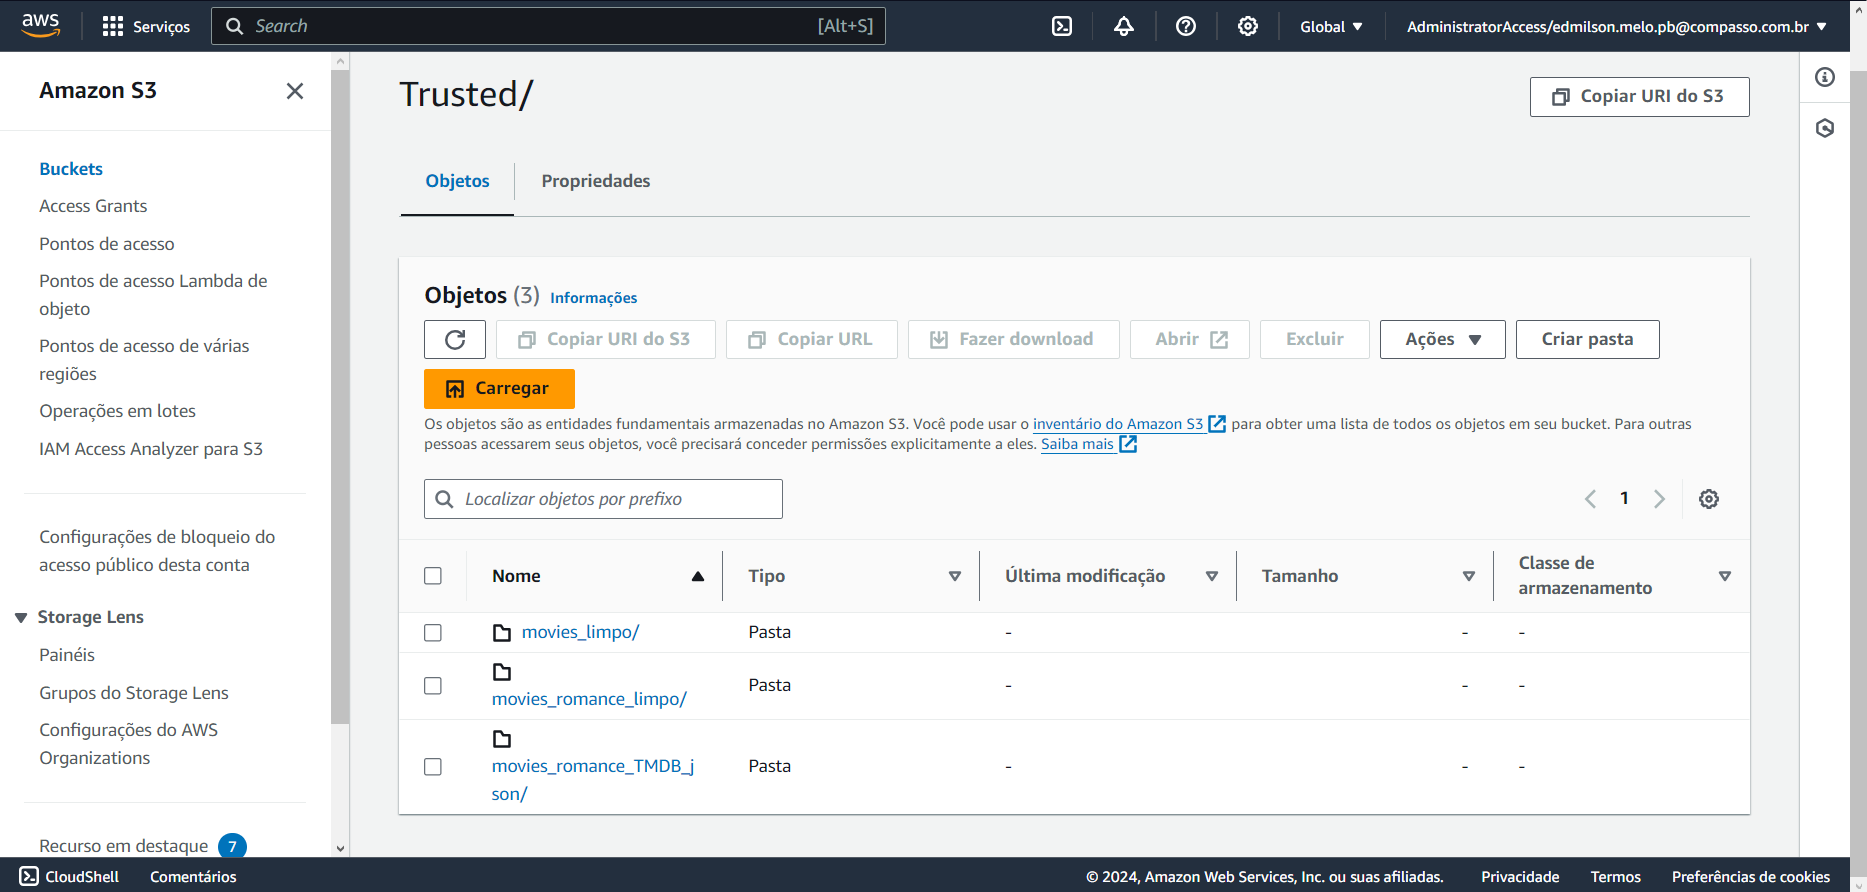 aws
Serviços
Search
[Alt+S]
Global
AdministratorAccess/edmilson.melo.pb@compasso.com.br
Amazon S3
Buckets
Access Grants
Pontos de acesso
Pontos de acesso Lambda de
objeto
Pontos de acesso de várias
regiões
Operações em lotes
IAM Access Analyzer para S3
Configurações de bloqueio do
acesso público desta conta
Storage Lens
Painéis
Grupos do Storage Lens
Configurações do AWS
Organizations
Recurso em destaque 7
Trusted/
Copiar URI do S3
Objetos
Propriedades
Objetos (3) Informações
Copiar URI do S3
Copiar URL
Fazer download
Abrir
Excluir
Ações
Criar pasta
Carregar
Os objetos são as entidades fundamentais armazenadas no Amazon S3. Você pode usar o inventário do Amazon S3 para obter uma lista de todos os objetos em seu bucket. Para outras
pessoas acessarem seus objetos, você precisará conceder permissões explicitamente a eles. Saiba mais
Localizar objetos por prefixo
1
Nome
Tipo
Última modificação
Tamanho
Classe de
armazenamento
movies_limpo/
Pasta
-
-
-
movies_romance_limpo/
Pasta
-
-
-
movies_romance_TMDB_j
son/
Pasta
-
-
-
CloudShell
Comentários
© 2024, Amazon Web Services, Inc. ou suas afiliadas.
Privacidade
Termos
Preferências de cookies